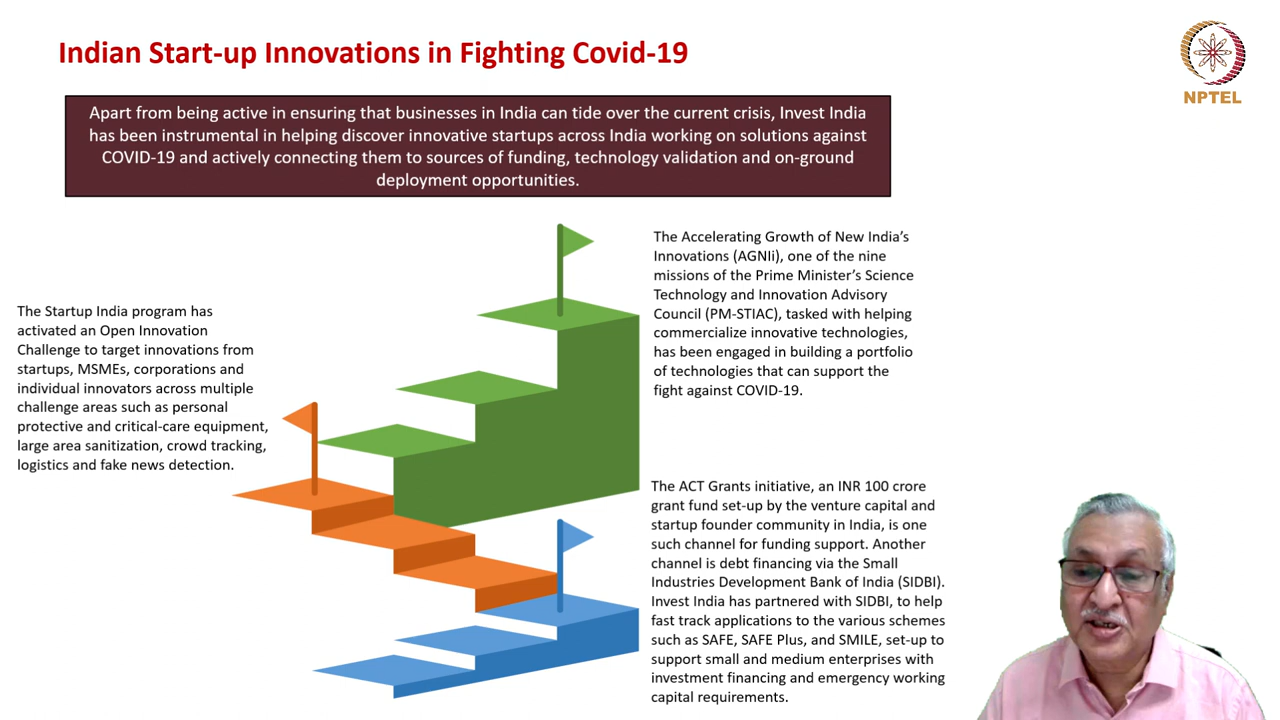 Indian Start-up Innovations in Fighting Covid-19
NPTEL
Apart from being active in ensuring that businesses in India can tide over the current crisis, Invest India
has been instrumental in helping discover innovative startups across India working on solutions against
COVID-19 and actively connecting them to sources of funding, technology validation and on-ground
deployment opportunities.
The Startup India program has
activated an Open Innovation
Challenge to target innovations from
startups, MSMEs, corporations and
individual innovators across multiple
challenge areas such as personal
protective and critical-care equipment,
large area sanitization, crowd tracking,
logistics and fake news detection.
The Accelerating Growth of New India’s
Innovations (AGNIi), one of the nine
missions of the Prime Minister’s Science
Technology and Innovation Advisory
Council (PM-STIAC), tasked with helping
commercialize innovative technologies,
has been engaged in building a portfolio
of technologies that can support the
fight against COVID-19.
The ACT Grants initiative, an INR 100 crore
grant fund set-up by the venture capital and
startup founder community in India, is one
such channel for funding support. Another
channel is debt financing via the Small
Industries Development Bank of India (SIDBI).
Invest India has partnered with SIDBI, to help
fast track applications to the various schemes
such as SAFE, SAFE Plus, and SMILE, set-up to
support small and medium enterprises with
investment financing and emergency working
capital requirements.